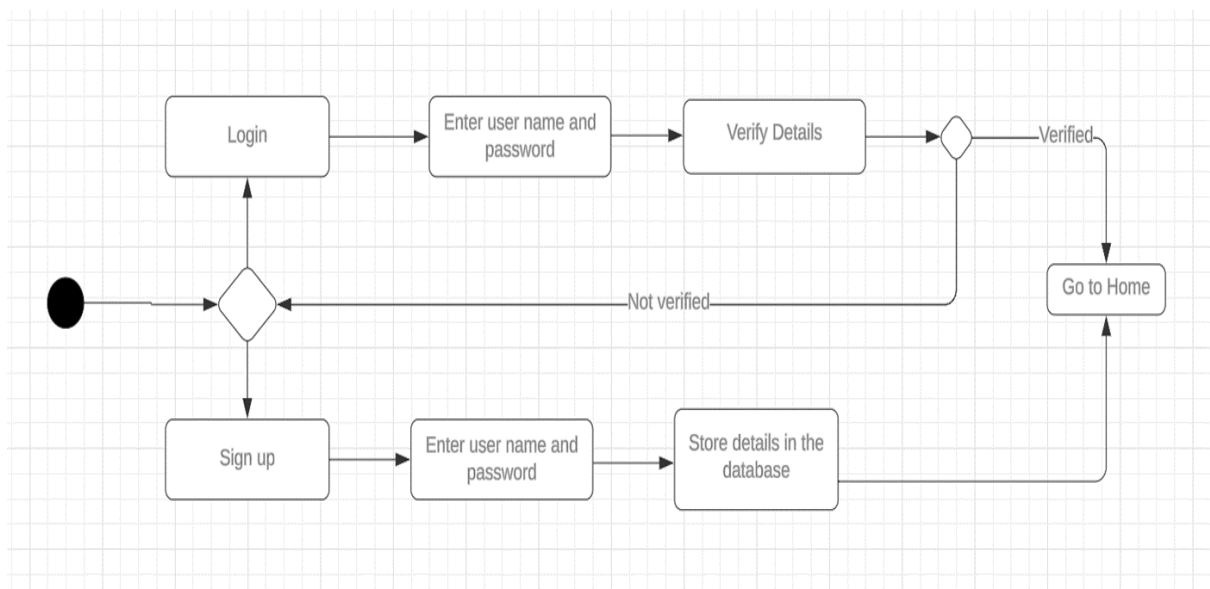 Login
Enter user name and
password
Verify Details
Verified
Go to Home
Not verified
Sign up
Enter user name and
password
Store details in the
database